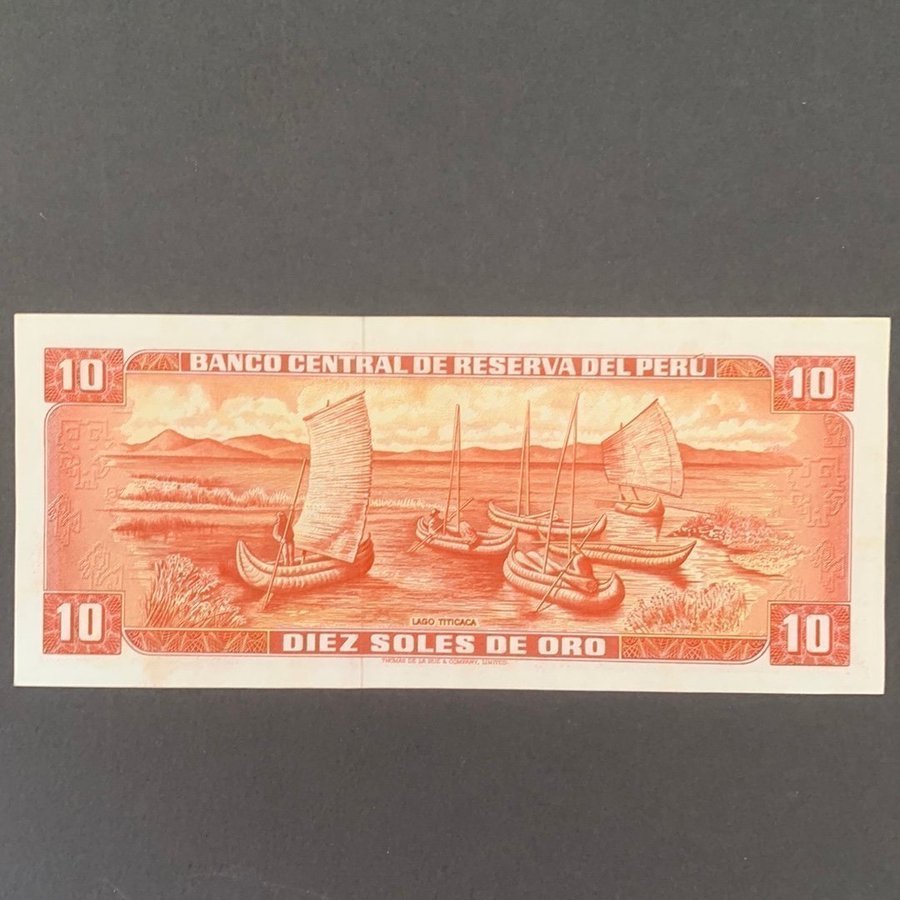 10 BANCO CENTRAL DE RESERVA DEL PERÚ 10
LAGO TITICACA
10 DIEZ SOLES DE ORO 10
THOMAS DE LA RUE & COMPANY, LIMITED